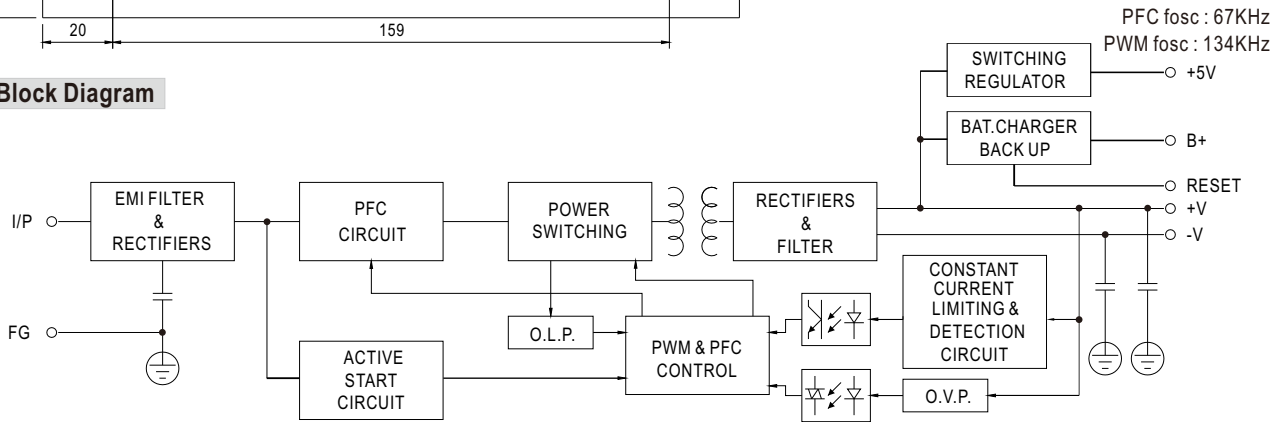 20
159
PFC fosc : 67KHz
PWM fosc : 134KHz
Block Diagram
SWITCHING
REGULATOR
+5V
BAT.CHARGER
BACK UP
B+
RESET
+V
-V
I/P
EMI FILTER
&
RECTIFIERS
PFC
CIRCUIT
POWER
SWITCHING
RECTIFIERS
&
FILTER
FG
O.L.P.
PWM & PFC
CONTROL
CONSTANT
CURRENT
LIMITING &
DETECTION
CIRCUIT
ACTIVE
START
CIRCUIT
O.V.P.